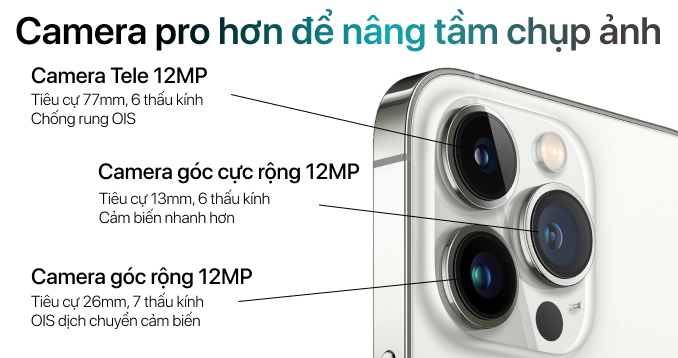 Camera pro hơn để nâng tầm chụp ảnh
Camera Tele 12MP
Tiêu cự 77mm, 6 thấu kính
Chống rung OIS
Camera góc cực rộng 12MP
Tiêu cự 13mm, 6 thấu kính
Cảm biến nhanh hơn
Camera góc rộng 12MP
Tiêu cự 26mm, 7 thấu kính
OIS dịch chuyển cảm biến